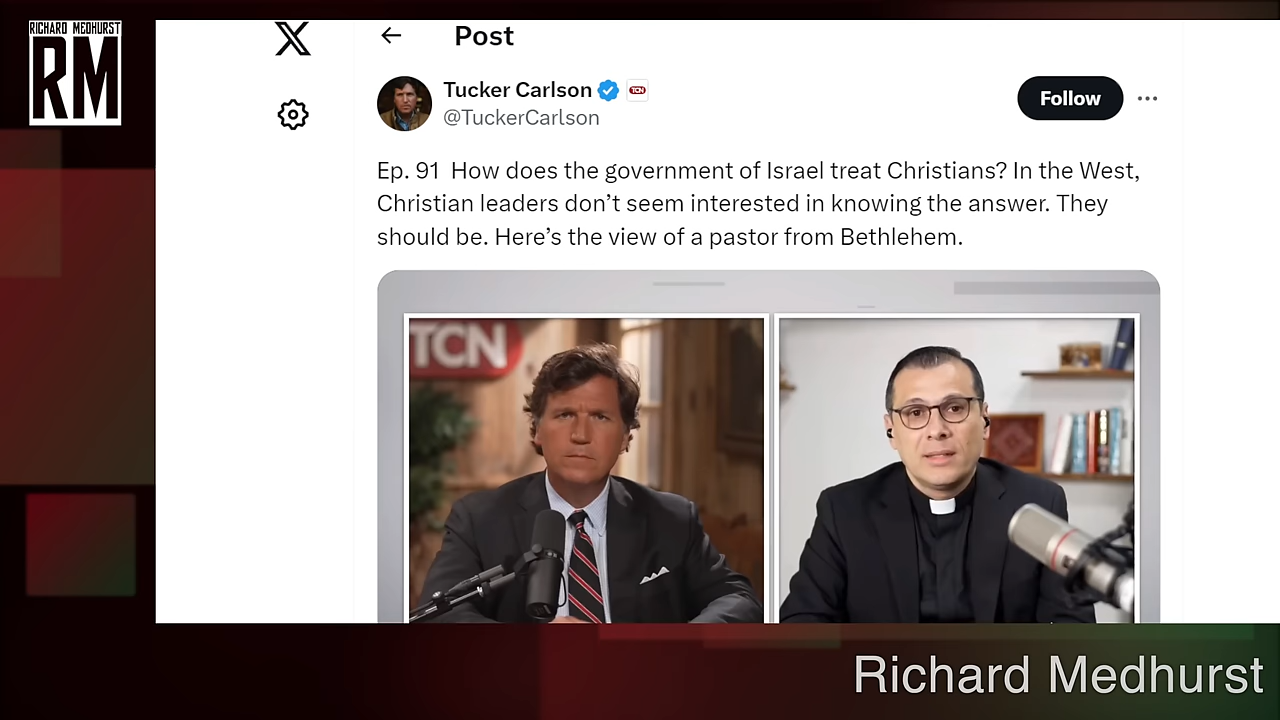 RICHARD MEDHURST
RM
X
Post
Tucker Carlson TCN
@TuckerCarlson
Follow
Ep. 91 How does the government of Israel treat Christians? In the West,
Christian leaders don’t seem interested in knowing the answer. They
should be. Here’s the view of a pastor from Bethlehem.
TCN
Richard Medhurst